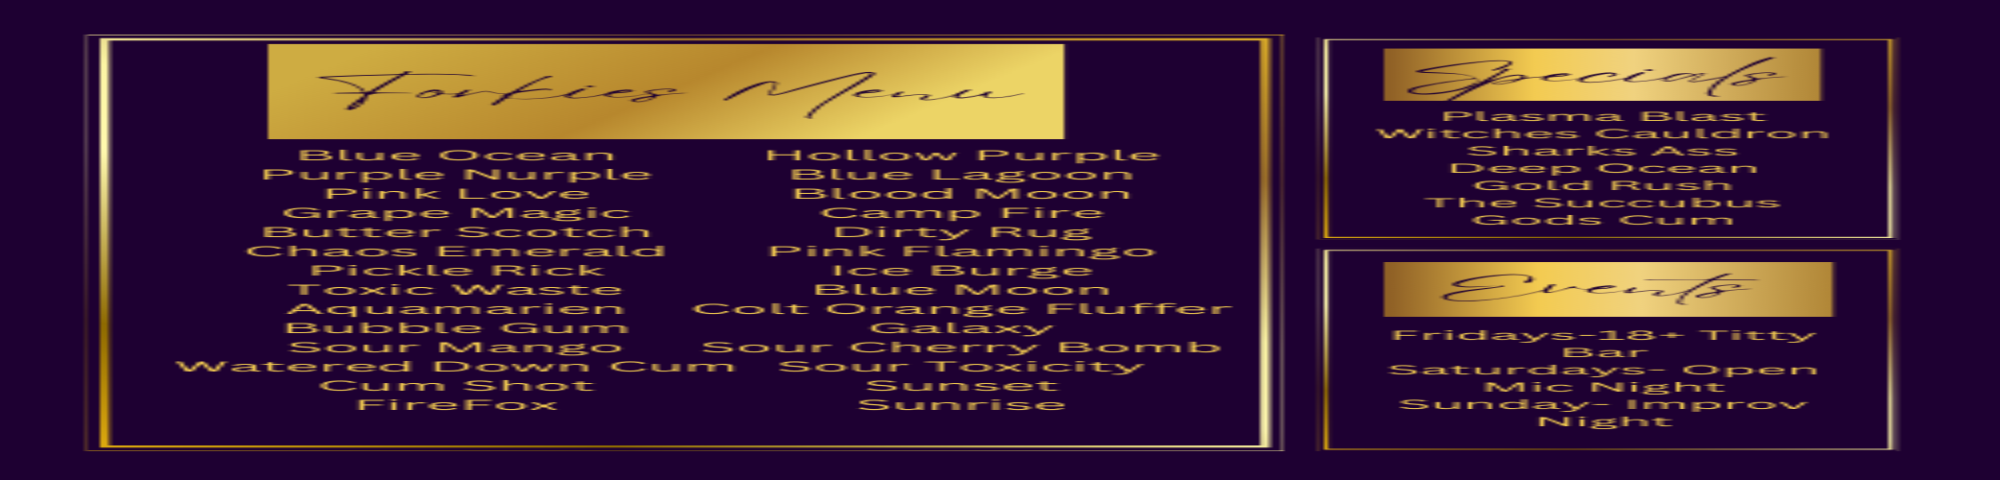 Forkies Menu
Blue Ocean
Purple Nurple
Pink Love
Grape Magic
Butter Scotch
Chaos Emerald
Pickle Rick
Toxic Waste
Aquamarien
Bubble Gum
Sour Mango
Watered Down Cum
Cum Shot
FireFox
Hollow Purple
Blue Lagoon
Blood Moon
Camp Fire
Dirty Rug
Pink Flamingo
Ice Burge
Blue Moon
Colt Orange Fluffer
Galaxy
Sour Cherry Bomb
Sour Toxicity
Sunset
Sunrise
Specials
Plasma Blast
Witches Cauldron
Sharks Ass
Deep Ocean
Gold Rush
The Succubus
Gods Cum
Events
Fridays-18+ Titty
Bar
Saturdays- Open
Mic Night
Sunday- Improv
Night